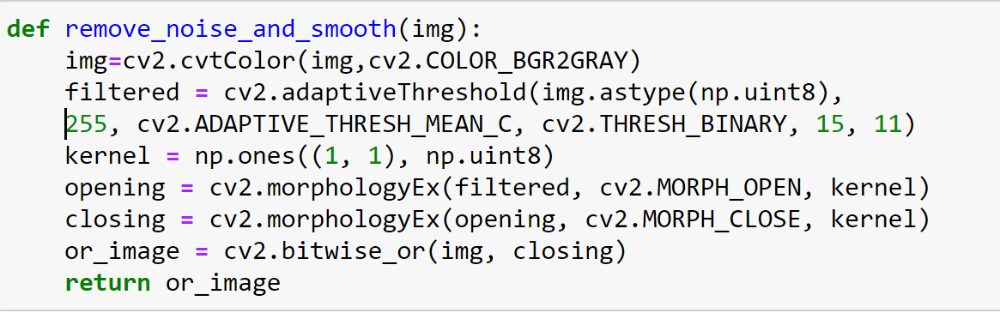 def remove_noise_and_smooth(img):
    img=cv2.cvtColor(img,cv2.COLOR_BGR2GRAY)
    filtered = cv2.adaptiveThreshold(img.astype(np.uint8),
    255, cv2.ADAPTIVE_THRESH_MEAN_C, cv2.THRESH_BINARY, 15, 11)
    kernel = np.ones((1, 1), np.uint8)
    opening = cv2.morphologyEx(filtered, cv2.MORPH_OPEN, kernel)
    closing = cv2.morphologyEx(opening, cv2.MORPH_CLOSE, kernel)
    or_image = cv2.bitwise_or(img, closing)
    return or_image